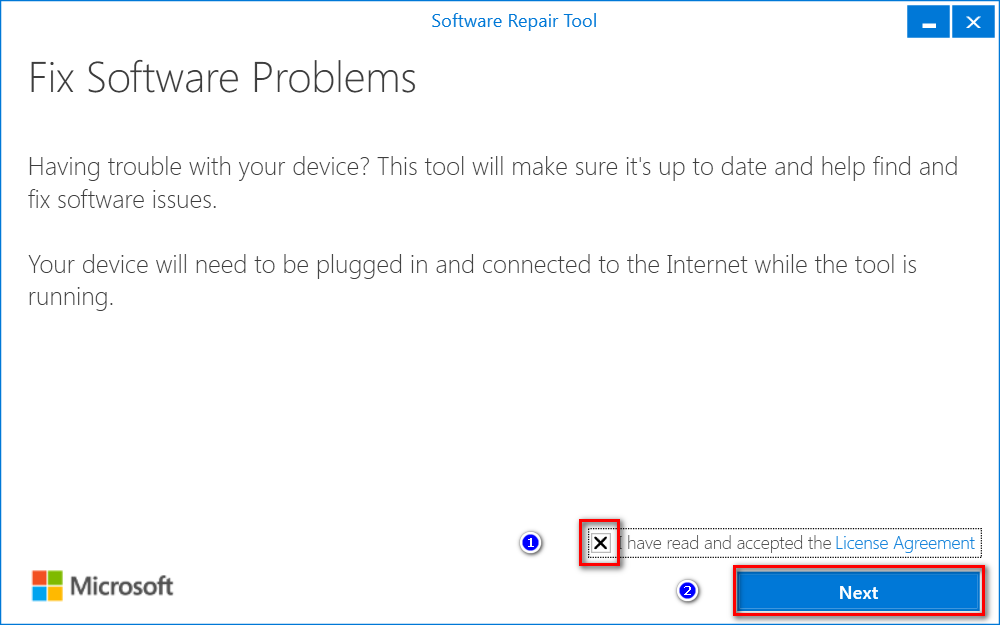 Software Repair Tool
Fix Software Problems
Having trouble with your device? This tool will make sure it's up to date and help find and
fix software issues.
Your device will need to be plugged in and connected to the Internet while the tool is
running.
1
I have read and accepted the License Agreement
Microsoft
2
Next